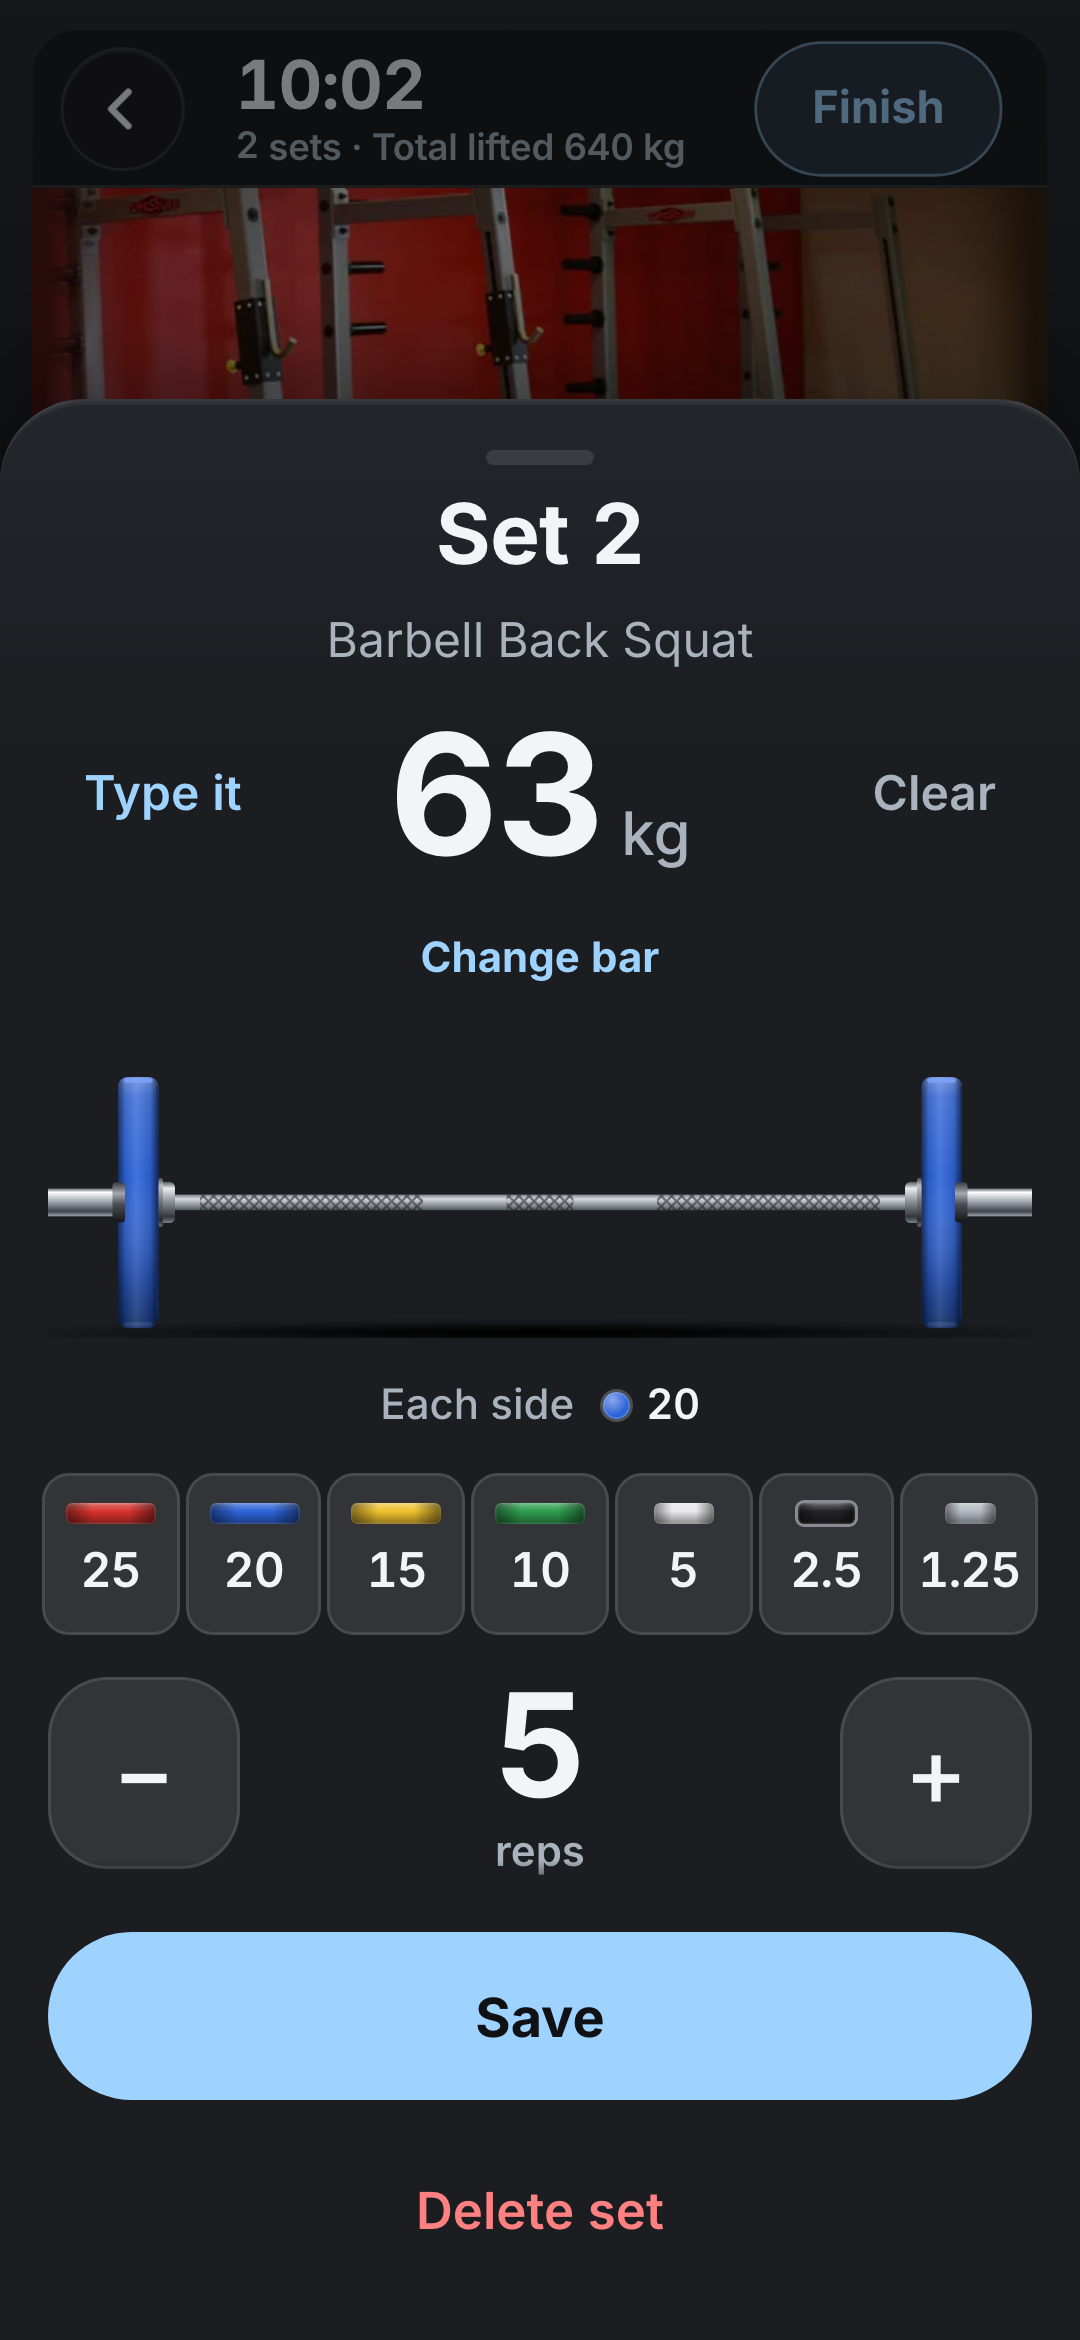 10:02
2 sets · Total lifted 640 kg
Finish
Set 2
Barbell Back Squat
Type it
63 kg
Clear
Change bar
Each side 20
25 20 15 10 5 2.5 1.25
− 5 +
reps
Save
Delete set